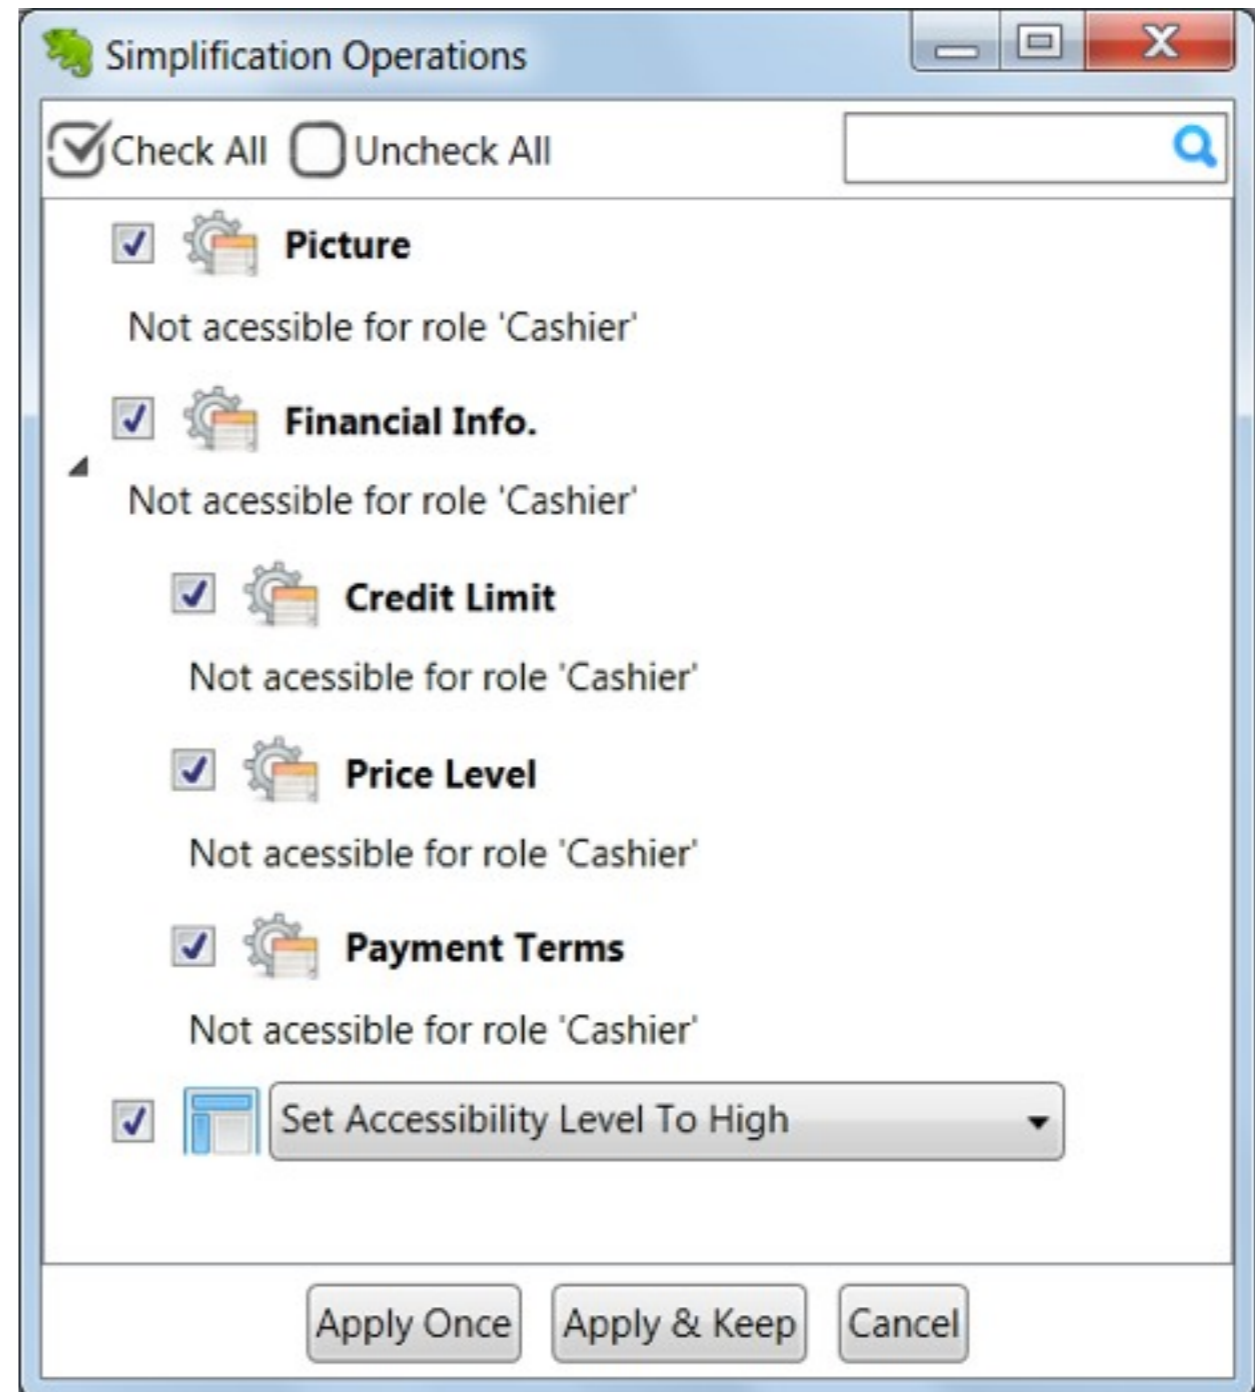 Simplification Operations
Check All Uncheck All
Picture
Not acessible for role 'Cashier'
Financial Info.
Not acessible for role 'Cashier'
Credit Limit
Not acessible for role 'Cashier'
Price Level
Not acessible for role 'Cashier'
Payment Terms
Not acessible for role 'Cashier'
Set Accessibility Level To High
Apply Once Apply & Keep Cancel